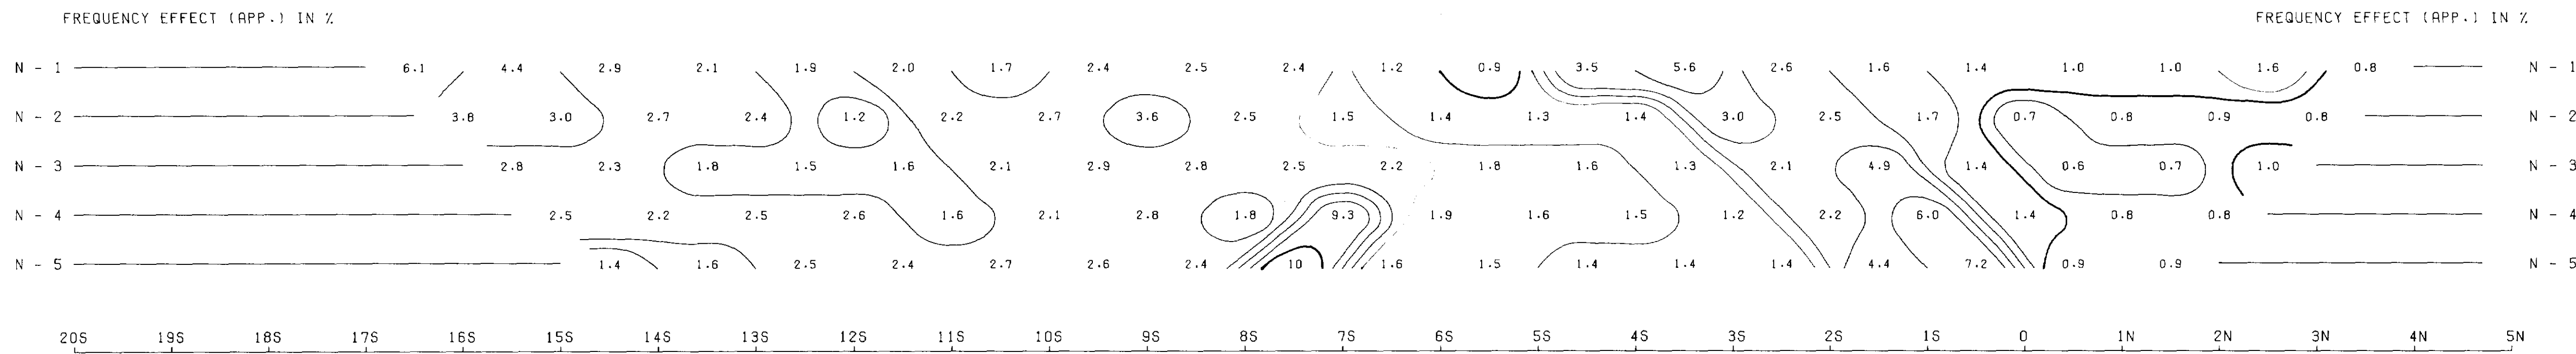 FREQUENCY EFFECT (APP.) IN % FREQUENCY EFFECT (APP.) IN %
N - 1 6.1 4.4 2.9 2.1 1.9 2.0 1.7 2.4 2.5 2.4 1.2 0.9 3.5 5.6 2.6 1.6 1.4 1.0 1.0 1.6 0.8 N - 1
N - 2 3.8 3.0 2.7 2.4 1.2 2.2 2.7 3.6 2.5 1.5 1.4 1.3 1.4 3.0 2.5 1.7 0.7 0.8 0.9 0.8 N - 2
N - 3 2.8 2.3 1.8 1.5 1.6 2.1 2.9 2.8 2.5 2.2 1.8 1.6 1.3 2.1 4.9 1.4 0.6 0.7 1.0 N - 3
N - 4 2.5 2.2 2.5 2.6 1.6 2.1 2.8 1.8 9.3 1.9 1.6 1.5 1.2 2.2 6.0 1.4 0.8 0.8 N - 4
N - 5 1.4 1.6 2.5 2.4 2.7 2.6 2.4 10 1.6 1.5 1.4 1.4 1.4 4.4 7.2 0.9 0.9 N - 5
20S 19S 18S 17S 16S 15S 14S 13S 12S 11S 10S 9S 8S 7S 6S 5S 4S 3S 2S 1S 0 1N 2N 3N 4N 5N